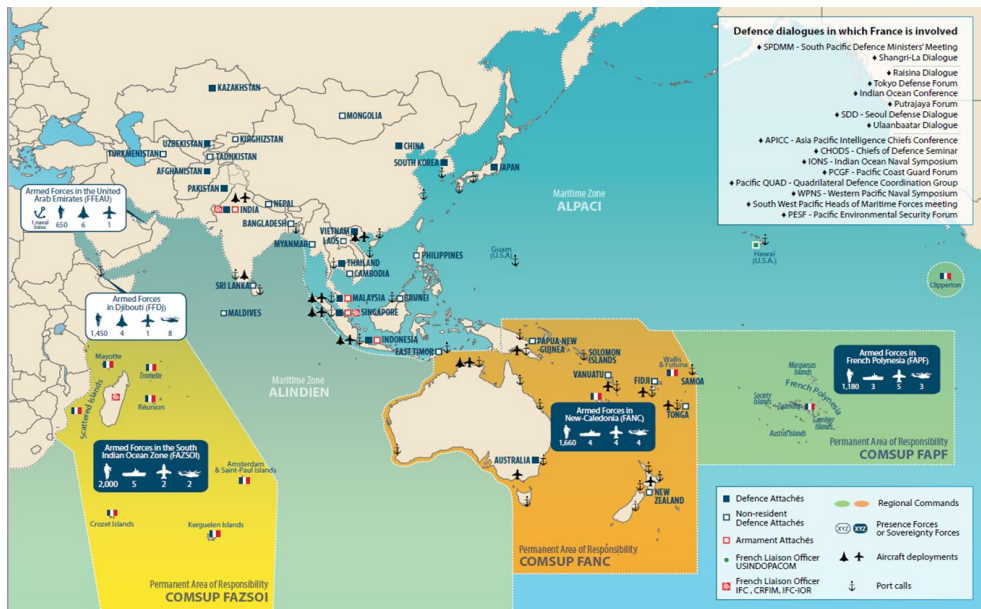 Defence dialogues in which France is involved
♦ SPDMM - South Pacific Defence Ministers' Meeting
♦ Shangri-La Dialogue
♦ Raisina Dialogue
♦ Tokyo Defense Forum
♦ Indian Ocean Conference
♦ Putrajaya Forum
♦ SDD - Seoul Defense Dialogue
♦ Ulaanbaatar Dialogue
♦ APICC - Asia Pacific Intelligence Chiefs Conference
♦ CHODS - Chiefs of Defence Seminar
♦ IONS - Indian Ocean Naval Symposium
♦ PCGF - Pacific Coast Guard Forum
♦ Pacific QUAD - Quadrilateral Defence Coordination Group
♦ WPNS - Western Pacific Naval Symposium
♦ South West Pacific Heads of Maritime Forces meeting
♦ PESF - Pacific Environmental Security Forum
KAZAKHSTAN
MONGOLIA
UZBEKISTAN
KIRGHIZSTAN
TURKMENISTAN
TADJIKISTAN
AFGHANISTAN
PAKISTAN
CHINA
SOUTH KOREA
JAPAN
Maritime Zone
ALPACI
Armed Forces in the United
Arab Emirates (FFEAU)
1 naval
base
650
6
1
INDIA
NEPAL
BANGLADESH
MYANMAR
VIETNAM
LAOS
THAILAND
CAMBODIA
PHILIPPINES
Guam
(U.S.A)
Hawaï
(U.S.A.)
Clipperton
SRI LANKA
MALDIVES
MALAYSIA
BRUNEI
SINGAPORE
INDONESIA
EAST TIMOR
Armed Forces
in Djibouti (FFDj)
1,450
4
1
8
PAPUA-NEW
-GUINEA
SOLOMON
ISLANDS
VANUATU
FIDJI
Wallis
& Futuna
SAMOA
TONGA
Mayotte
Tromelin
Réunion
Scattered Islands
Maritime Zone
ALINDIEN
Armed Forces in
French Polynesia (FAPF)
1,180
3
5
3
Marquesas
Islands
French Polynesia
Society
Islands
Tuamotu
Gambier
Islands
Austral Islands
Armed Forces in
New-Caledonia (FANC)
1,660
4
4
4
Permanent Area of Responsibility
COMSUP FAPF
Armed Forces in the South
Indian Ocean Zone (FAZSOI)
2,000
5
2
2
Amsterdam
& Saint-Paul Islands
Crozet Islands
Kerguelen Islands
AUSTRALIA
NEW
ZEALAND
Permanent Area of Responsibility
COMSUP FANC
Permanent Area of Responsibility
COMSUP FAZSOI
Defence Attachés
Non-resident
Defence Attachés
Armament Attachés
French Liaison Officer
USINDOPACOM
French Liaison Officer
IFC , CRFIM, IFC-IOR
Regional Commands
XYZ
XYZ
Presence Forces
or Sovereignty Forces
Aircraft deployments
Port calls